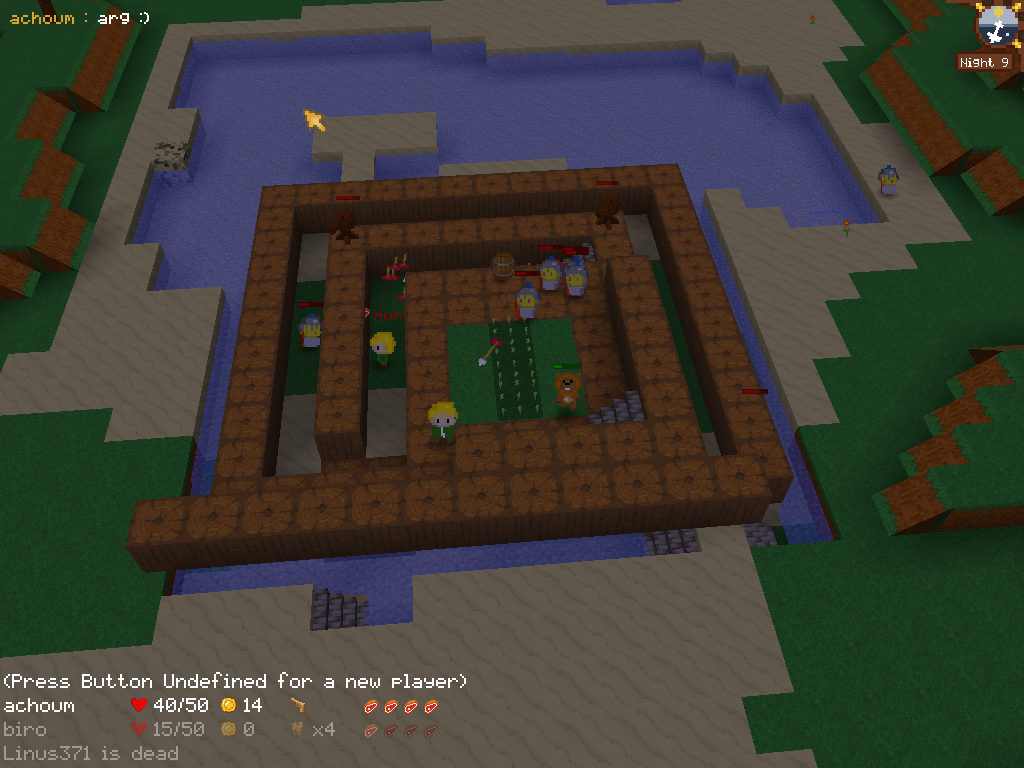 achoum : arg :)
Night 9
(Press Button Undefined for a new player)
achoum 40/50 14
biro 15/50 0 x4
Linus371 is dead